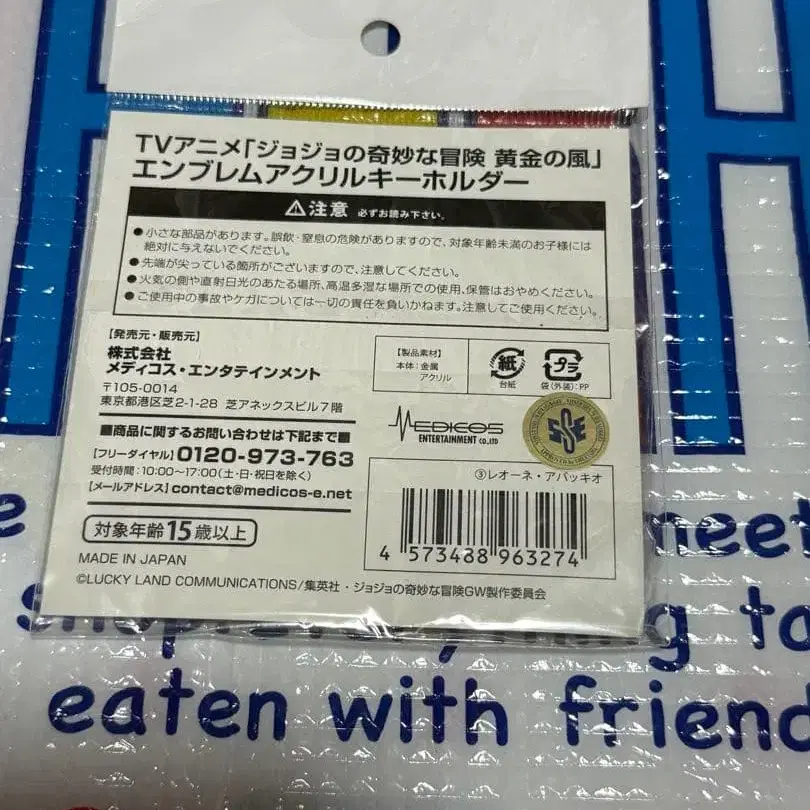 TVアニメ「ジョジョの奇妙な冒険 黄金の風」
エンブレムアクリルキーホルダー
注意 必ずお読み下さい。
●小さな部品があります。誤飲・窒息の危険がありますので、対象年齢未満のお子様には
絶対に与えないでください。
●先端が尖っている箇所がございますので、注意してください。
●火気の側や直射日光のあたる場所、高温多湿な場所での使用、保管はおやめください。
●ご使用中の事故やケガについては一切の責任を負いかねます。注意してご使用ください。
【発売元・販売元】
株式会社
メディコス・エンタテインメント
〒105-0014
東京都港区芝2-1-28 芝アネックスビル7階
■商品に関するお問い合わせは下記まで■
【フリーダイヤル】0120-973-763
受付時間:10:00〜17:00(土・日・祝日を除く)
【メールアドレス】contact@medicos-e.net
対象年齢15歳以上
MADE IN JAPAN
©LUCKY LAND COMMUNICATIONS/集英社・ジョジョの奇妙な冒険GW製作委員会
【製品素材】
本体:金属
アクリル
紙
台紙
プラ
袋(外装):PP
MEDICOS
ENTERTAINMENT CO.,LTD
③レオーネ・アバッキオ
4 573488 963274
e
meet
to
eaten with friend